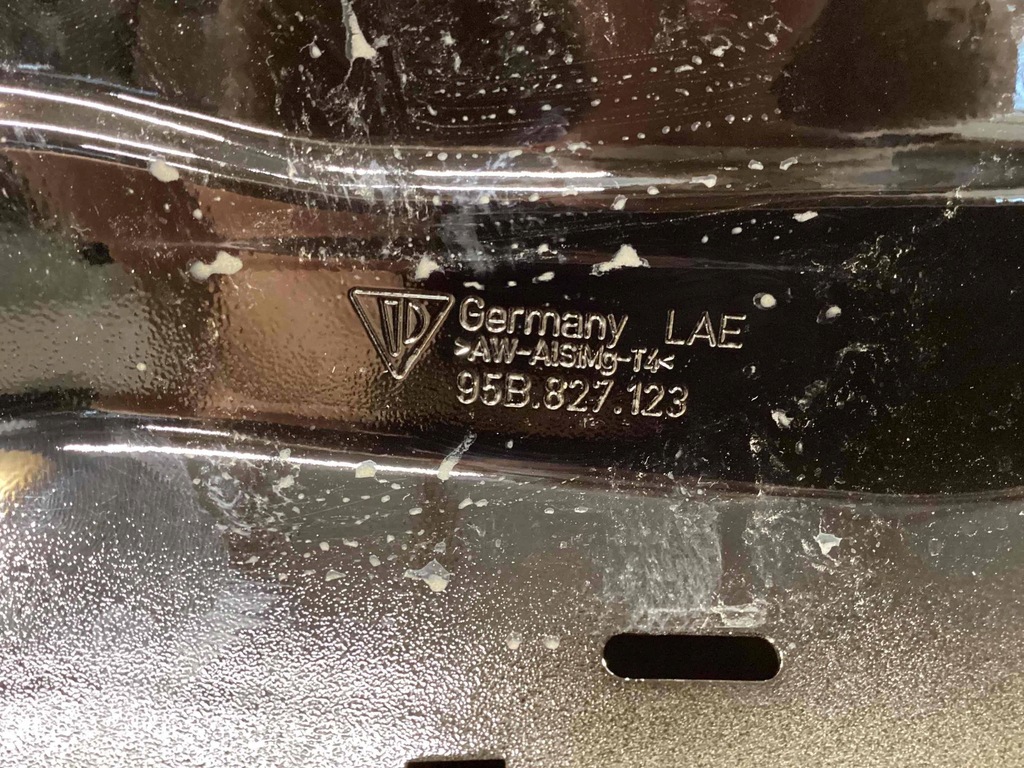 Germany LAE
>AW-AlSiMg-T4<
95B.827.123